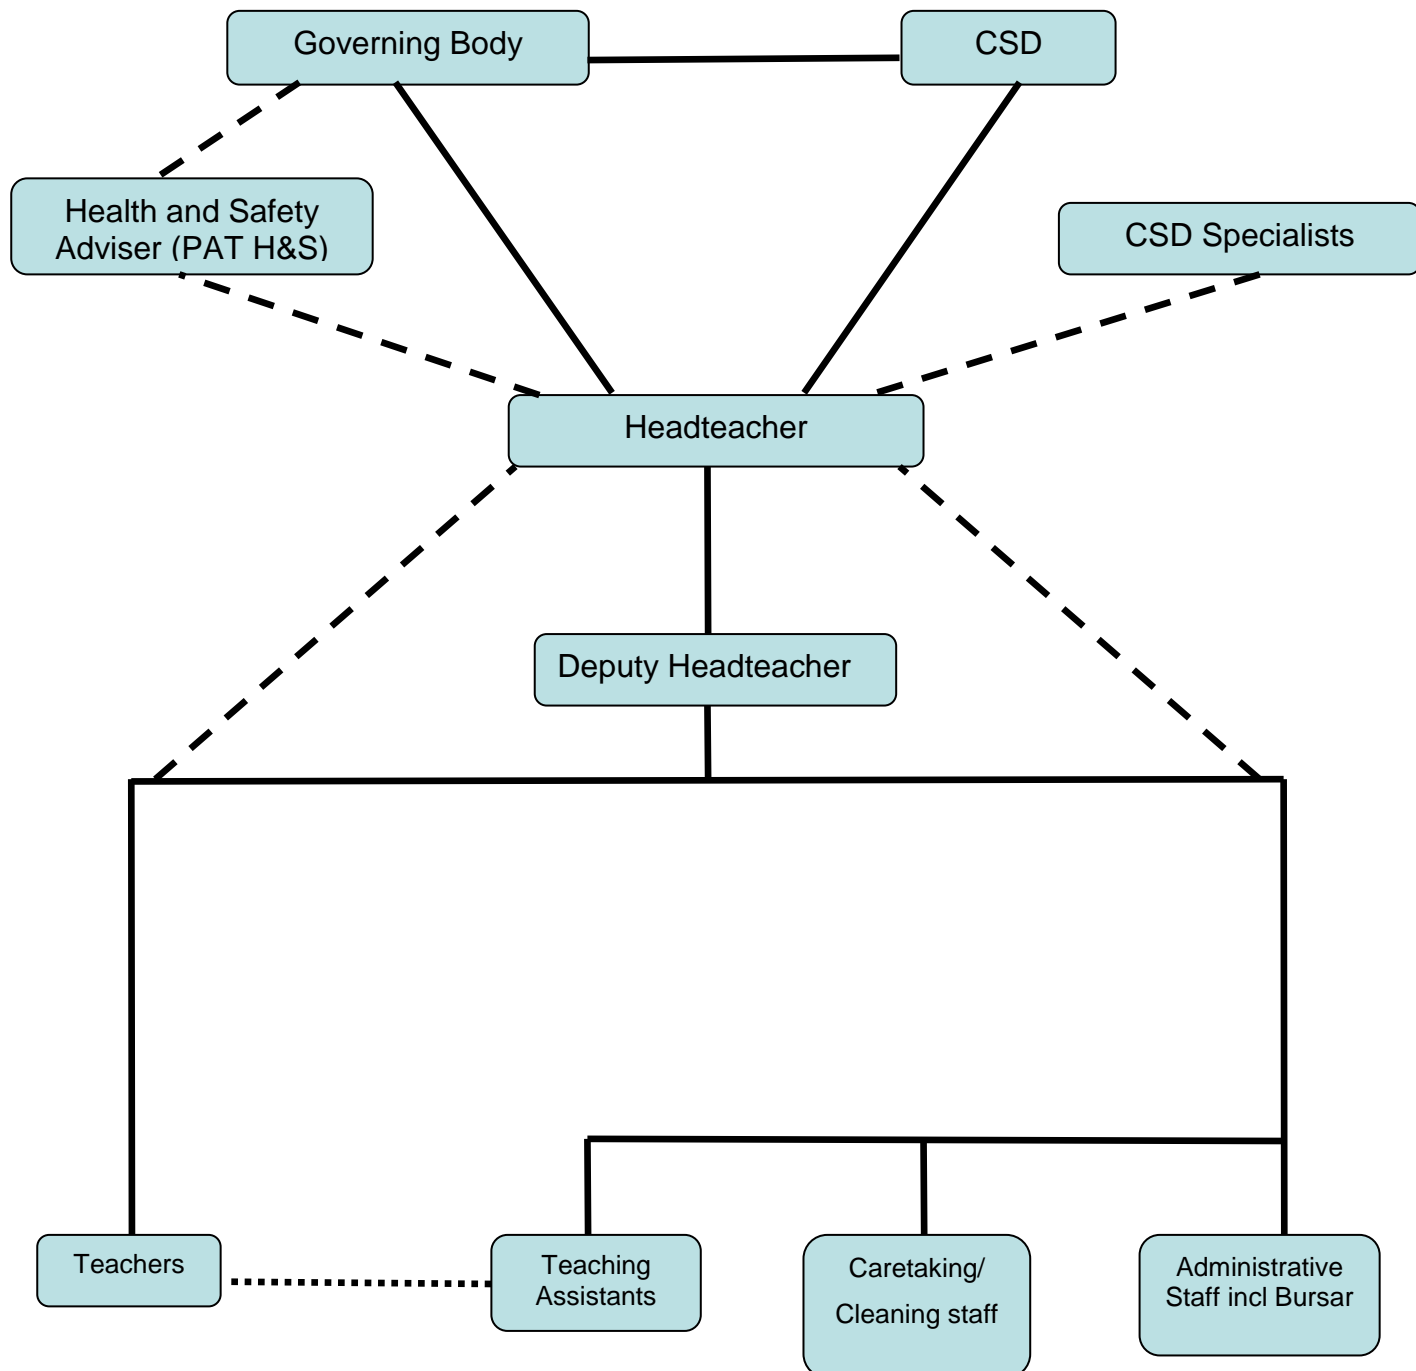 Governing Body
CSD
Health and Safety
Adviser (PAT H&S)
CSD Specialists
Headteacher
Deputy Headteacher
Teachers
Teaching
Assistants
Caretaking/
Cleaning staff
Administrative
Staff incl Bursar